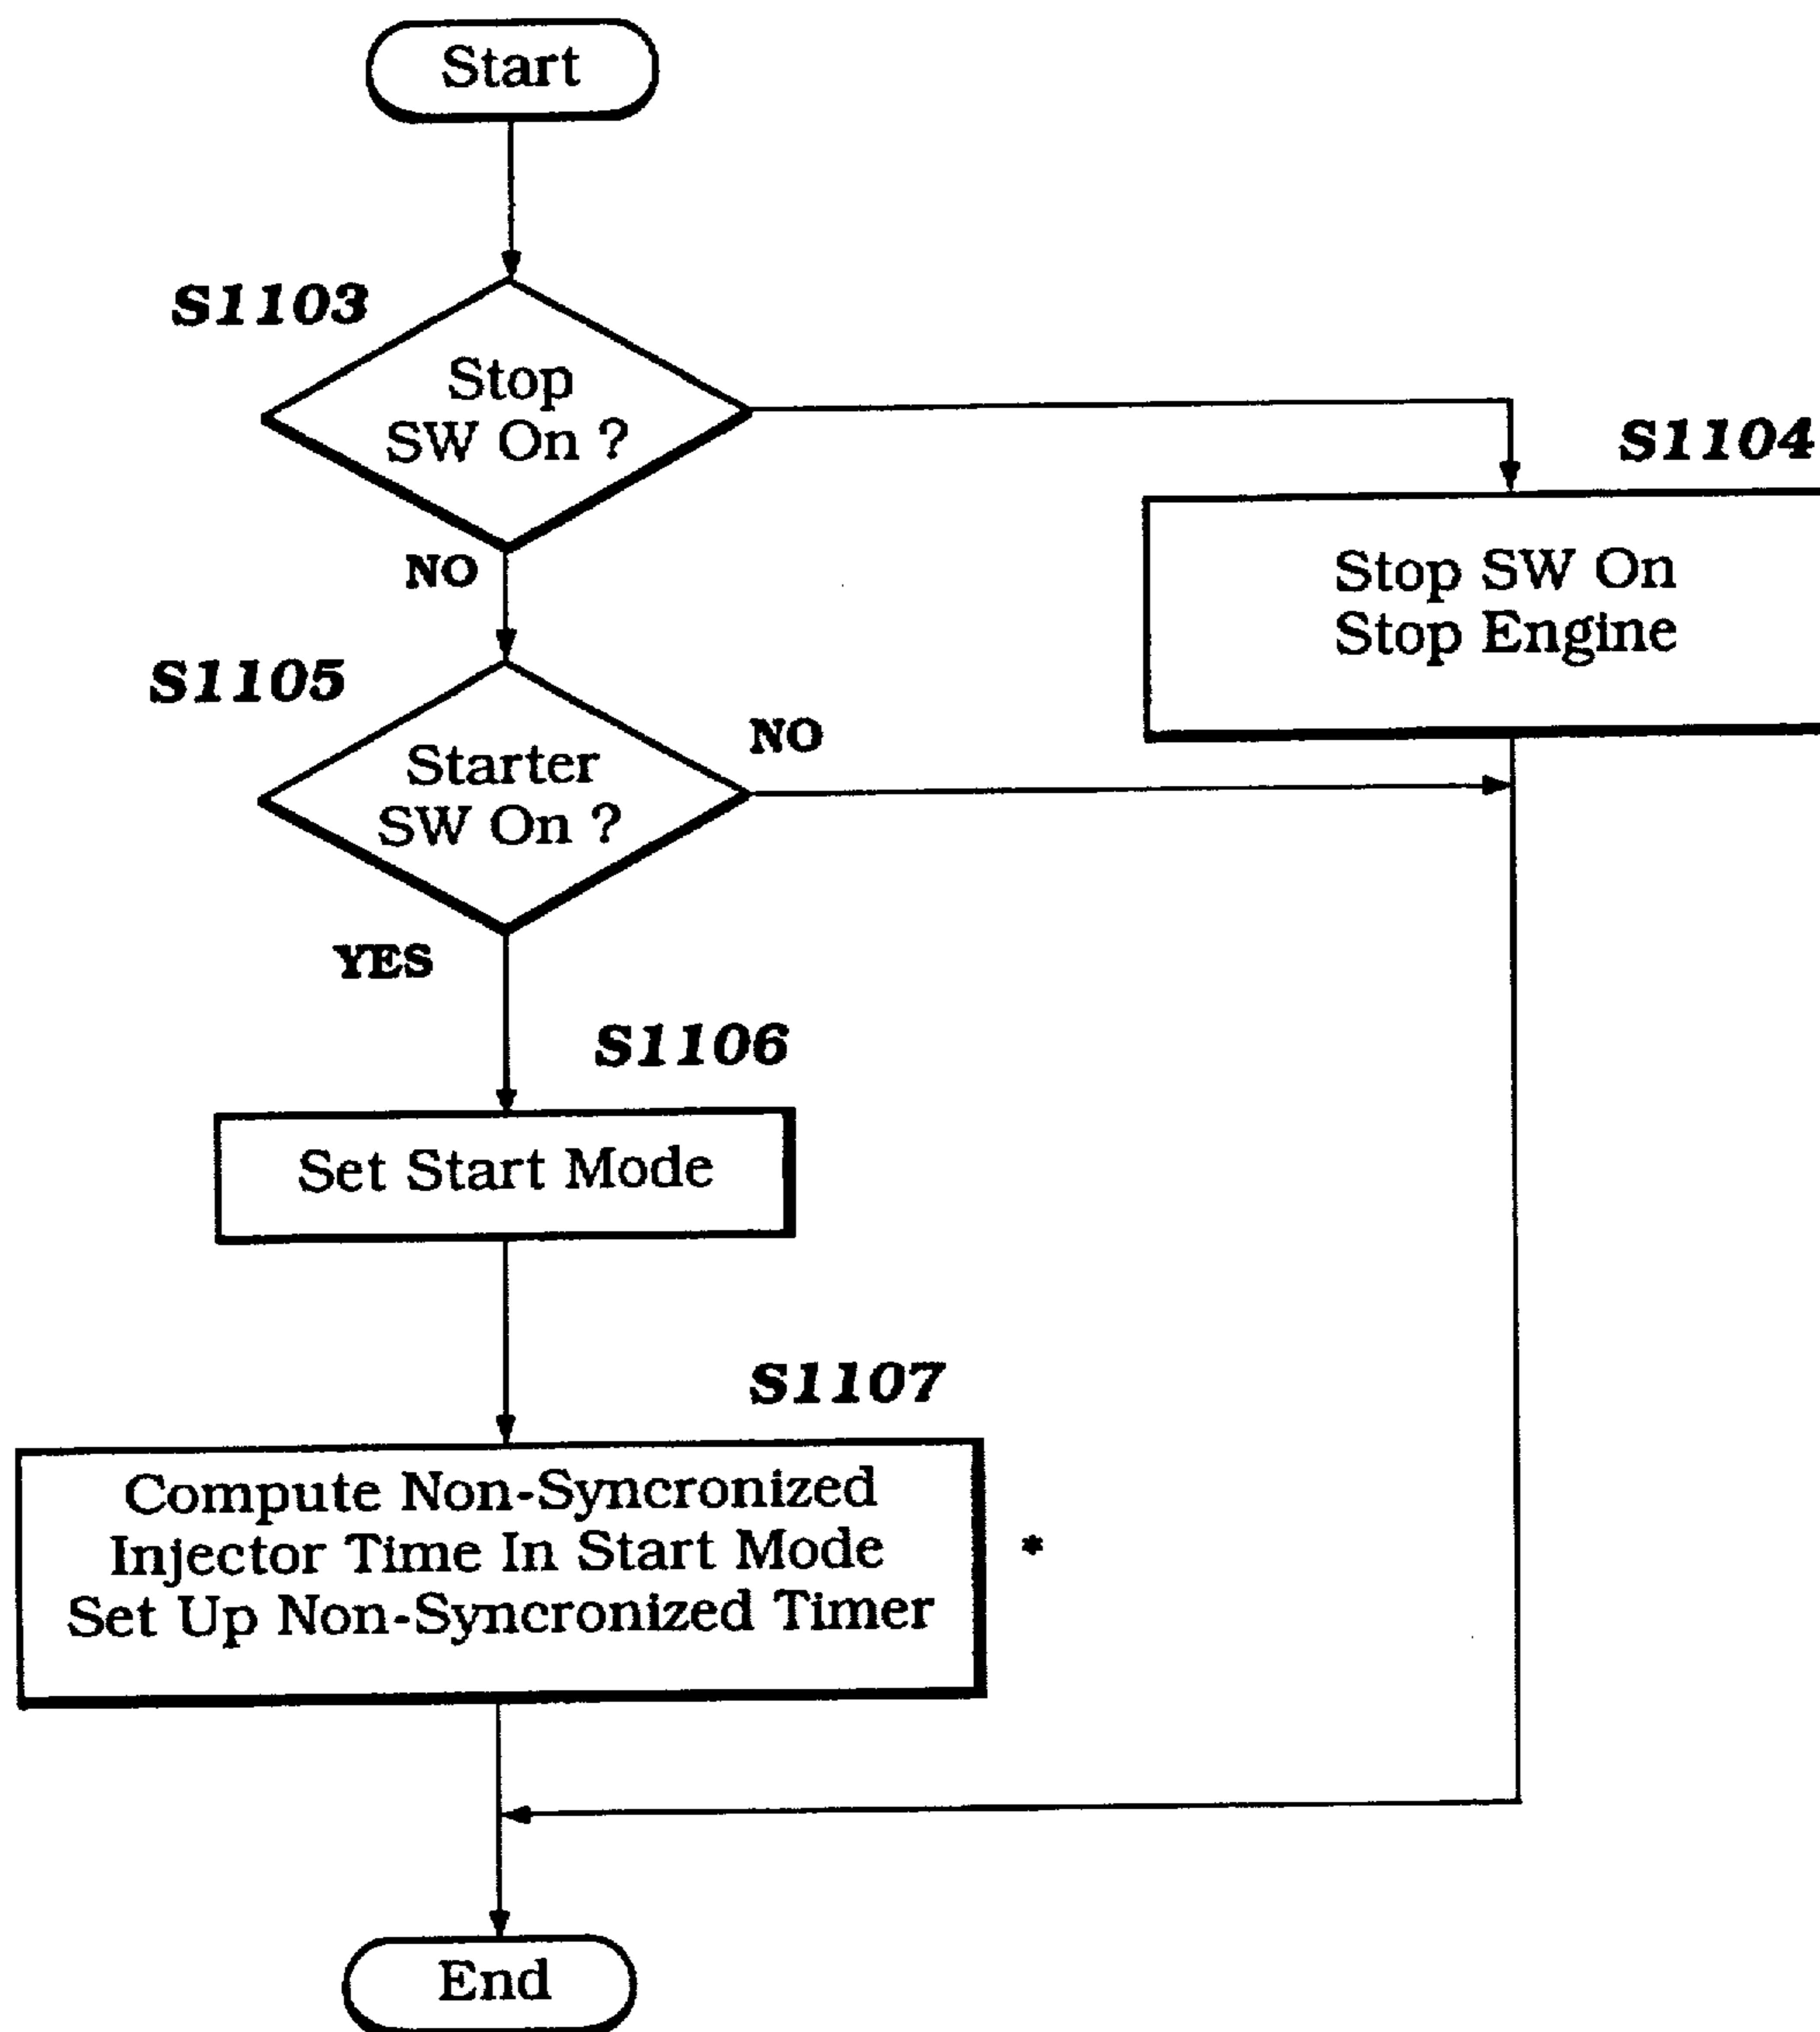 Start
S1103
Stop
SW On ?
S1104
Stop SW On
Stop Engine
NO
S1105
Starter
SW On ?
NO
YES
S1106
Set Start Mode
S1107
Compute Non-Syncronized
Injector Time In Start Mode
Set Up Non-Syncronized Timer
*
End